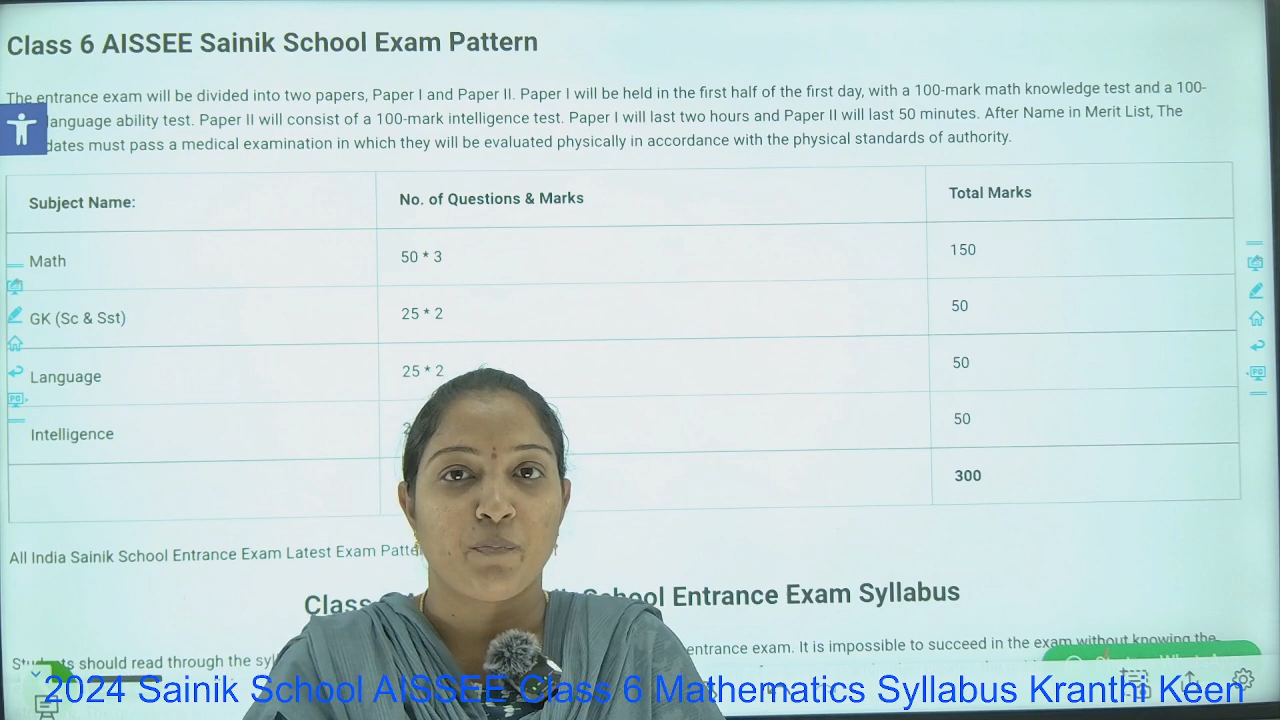 Class 6 AISSEE Sainik School Exam Pattern
The entrance exam will be divided into two papers, Paper I and Paper II. Paper I will be held in the first half of the first day, with a 100-mark math knowledge test and a 100-
language ability test. Paper II will consist of a 100-mark intelligence test. Paper I will last two hours and Paper II will last 50 minutes. After Name in Merit List, The
dates must pass a medical examination in which they will be evaluated physically in accordance with the physical standards of authority.
Subject Name: No. of Questions & Marks Total Marks
Math 50 * 3 150
GK (Sc & Sst) 25 * 2 50
Language 25 * 2 50
Intelligence 50
300
All India Sainik School Entrance Exam Latest Exam
Class School Entrance Exam Syllabus
entrance exam. It is impossible to succeed in the exam without knowing the
should read through the
2024 Sainik School AISSEE Class 6 Mathematics Syllabus Kranthi Keen